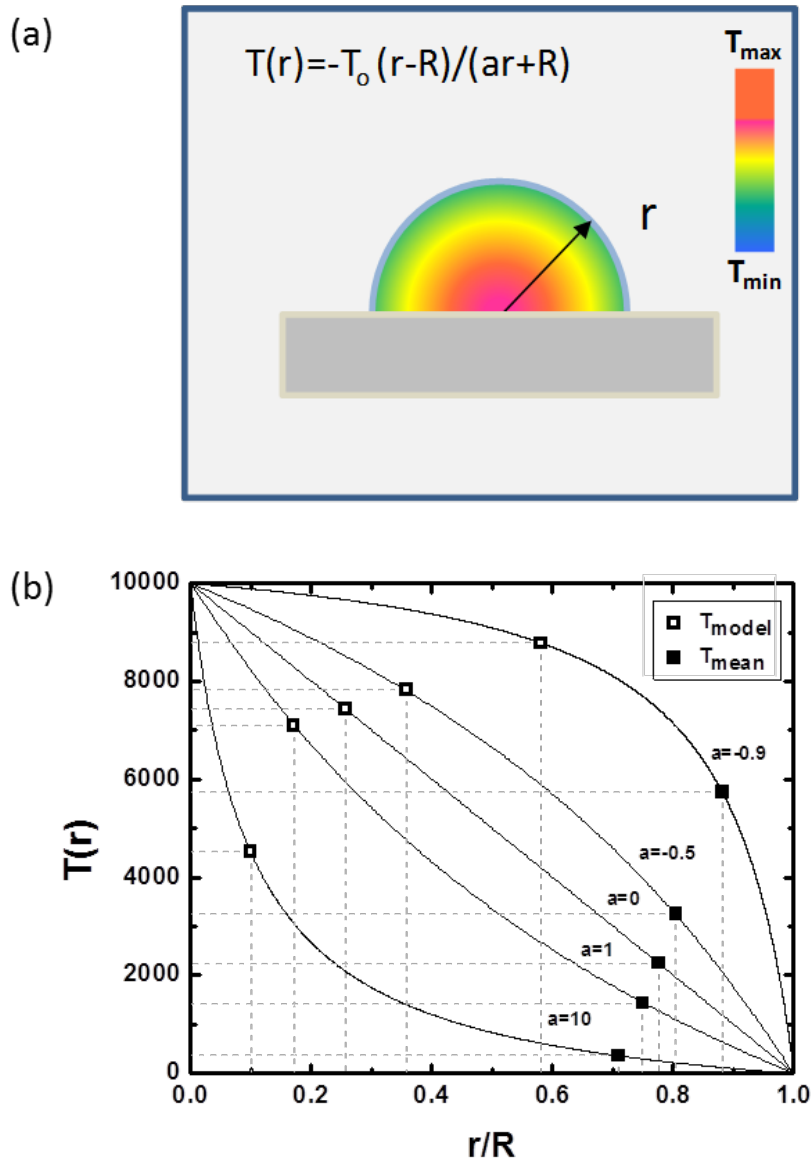 (a)
T(r)=-To (r-R)/(ar+R)
Tmax
r
Tmin
(b)
10000
8000
6000
4000
2000
0
T(r)
Tmodel
Tmean
a=-0.9
a=-0.5
a=0
a=1
a=10
0.0 0.2 0.4 0.6 0.8 1.0
r/R